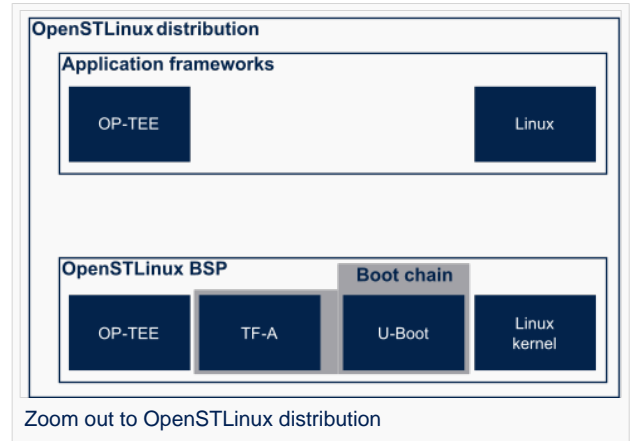 OpenSTLinux distribution
Application frameworks
OP-TEE
Linux
OpenSTLinux BSP
Boot chain
OP-TEE
TF-A
U-Boot
Linux
kernel
Zoom out to OpenSTLinux distribution